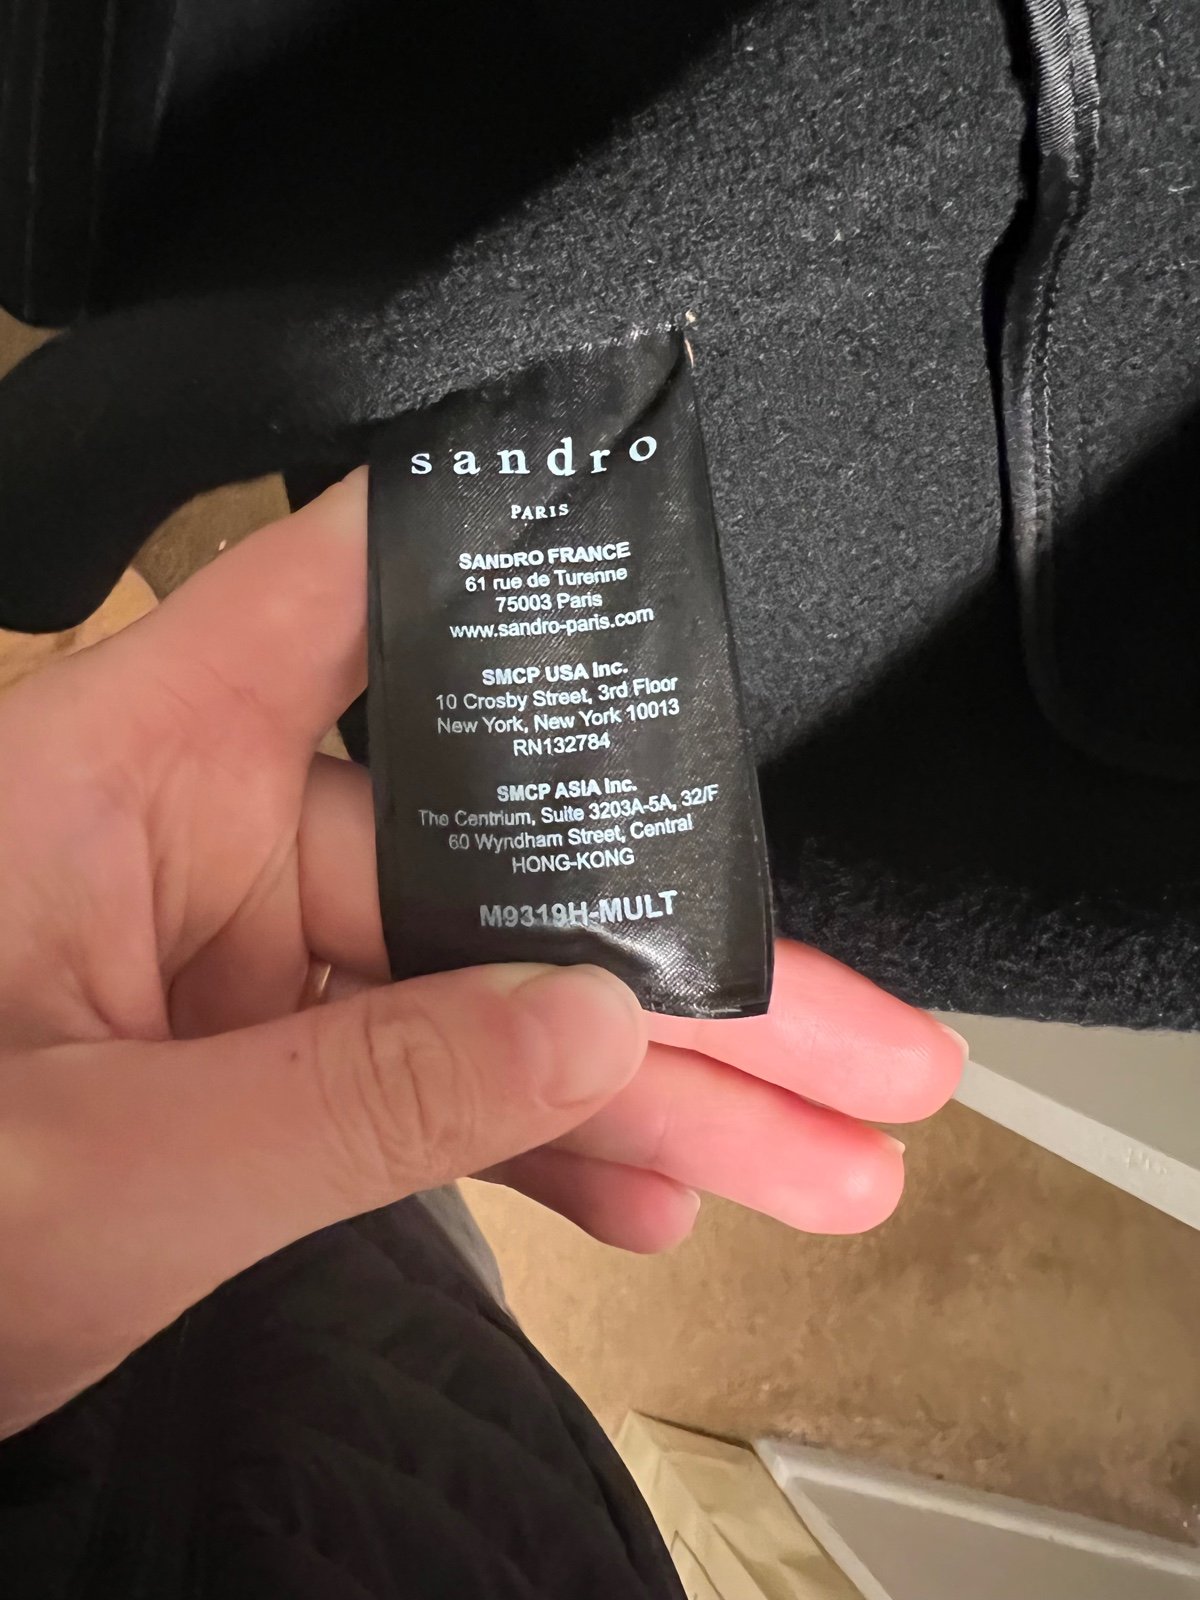 sandro
PARIS
SANDRO FRANCE
61 rue de Turenne
75003 Paris
www.sandro-paris.com
SMCP USA Inc.
10 Crosby Street, 3rd Floor
New York, New York 10013
RN132784
SMCP ASIA Inc.
The Centrium, Suite 3203A-5A, 32/F
60 Wyndham Street, Central
HONG-KONG
M9319H-MULT